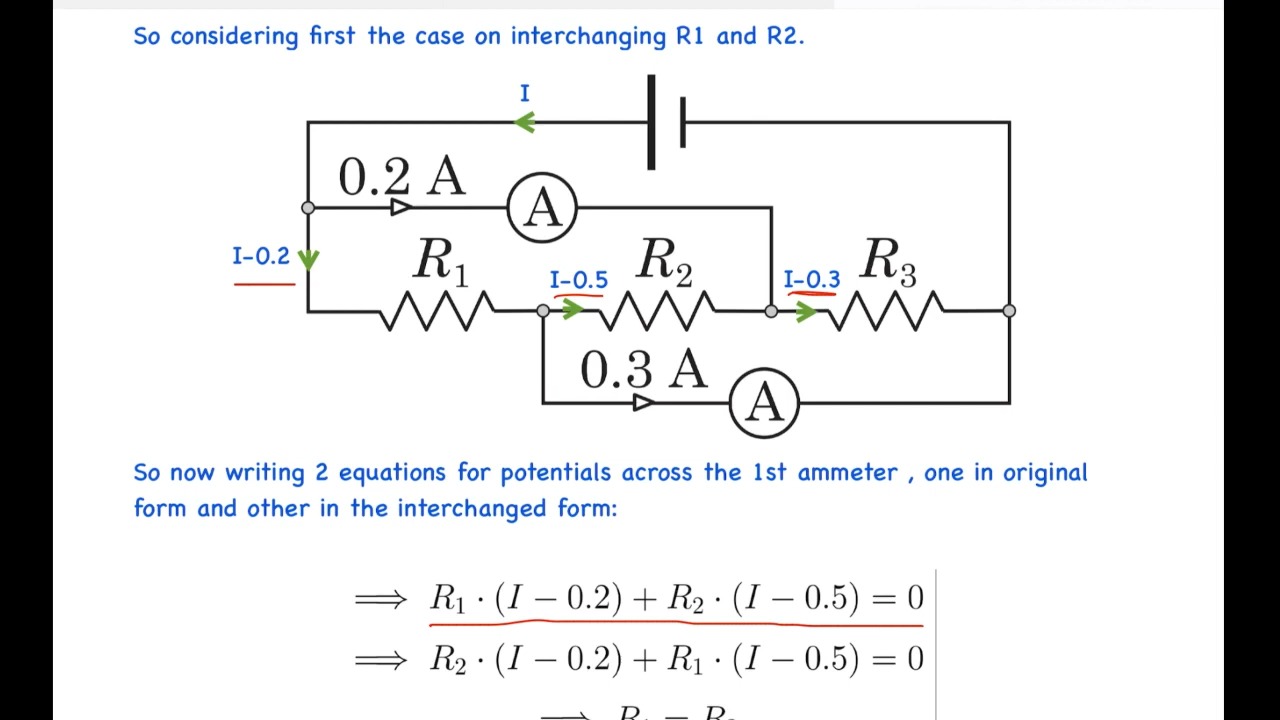 So considering first the case on interchanging R1 and R2.
I
0.2 A
A
I-0.2
R₁
I-0.5
R₂
I-0.3
R₃
0.3 A
A
So now writing 2 equations for potentials across the 1st ammeter , one in original
form and other in the interchanged form:
⟹ R₁ · (I − 0.2) + R₂ · (I − 0.5) = 0
⟹ R₂ · (I − 0.2) + R₁ · (I − 0.5) = 0